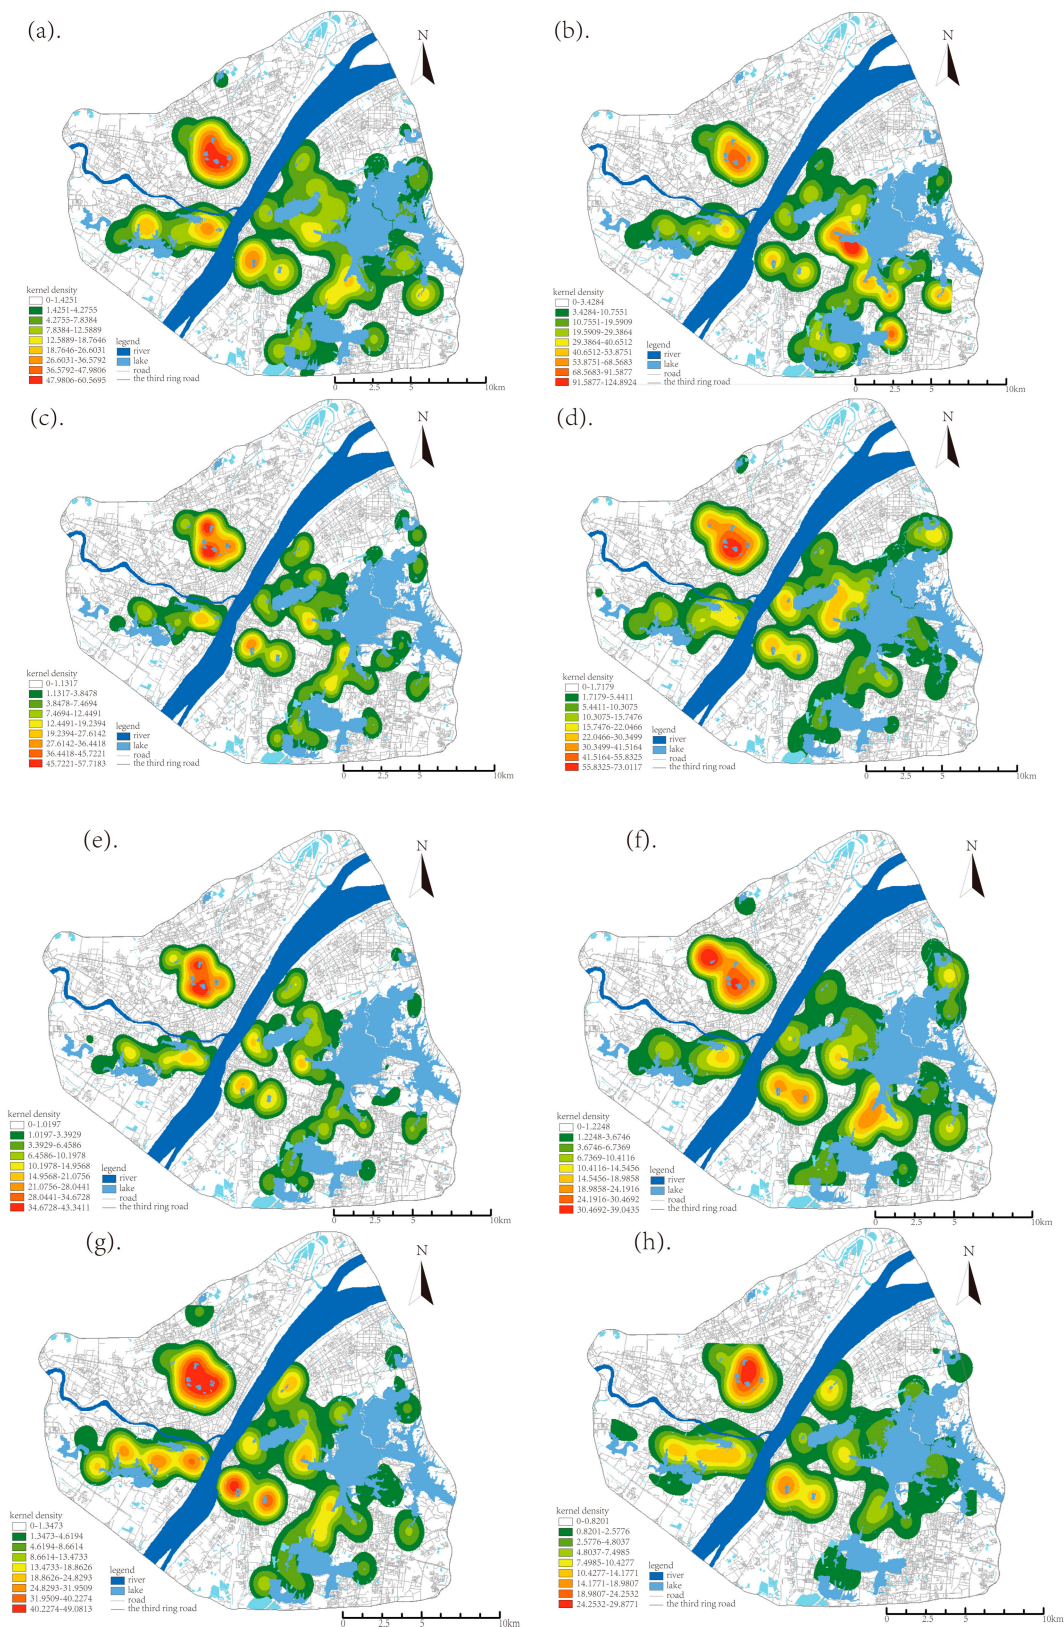 (a).
N
kernel density
0-1.4251
1.4251-4.2755
4.2755-7.8384
7.8384-12.5889
12.5889-18.7646
18.7646-26.6031
26.6031-36.5792
36.5792-47.9806
47.9806-60.5695
legend
river
lake
road
the third ring road
0 2.5 5 10km
(b).
N
kernel density
0-3.4284
3.4284-10.7551
10.7551-19.5909
19.5909-29.3864
29.3864-40.6512
40.6512-53.8751
53.8751-68.5683
68.5683-91.5877
91.5877-124.8924
legend
river
lake
road
the third ring road
0 2.5 5 10km
(c).
N
kernel density
0-1.1317
1.1317-3.8478
3.8478-7.4694
7.4694-12.4491
12.4491-19.2394
19.2394-27.6142
27.6142-36.4418
36.4418-45.7221
45.7221-57.7183
legend
river
lake
road
the third ring road
0 2.5 5 10km
(d).
N
kernel density
0-1.7179
1.7179-5.4411
5.4411-10.3075
10.3075-15.7476
15.7476-22.0466
22.0466-30.3499
30.3499-41.5164
41.5164-55.8325
55.8325-73.0117
legend
river
lake
road
the third ring road
0 2.5 5 10km
(e).
N
kernel density
0-1.0197
1.0197-3.3929
3.3929-6.4586
6.4586-10.1978
10.1978-14.9568
14.9568-21.0756
21.0756-28.0441
28.0441-34.6728
34.6728-43.3411
legend
river
lake
road
the third ring road
0 2.5 5 10km
(f).
N
kernel density
0-1.2248
1.2248-3.6746
3.6746-6.7369
6.7369-10.4116
10.4116-14.5456
14.5456-18.9858
18.9858-24.1916
24.1916-30.4692
30.4692-39.0435
legend
river
lake
road
the third ring road
0 2.5 5 10km
(g).
N
kernel density
0-1.3473
1.3473-4.6194
4.6194-8.6614
8.6614-13.4733
13.4733-18.8626
18.8626-24.8293
24.8293-31.9509
31.9509-40.2274
40.2274-49.0813
legend
river
lake
road
the third ring road
0 2.5 5 10km
(h).
N
kernel density
0-0.8201
0.8201-2.5776
2.5776-4.8037
4.8037-7.4985
7.4985-10.4277
10.4277-14.1771
14.1771-18.9807
18.9807-24.2532
24.2532-29.8771
legend
river
lake
road
the third ring road
0 2.5 5 10km